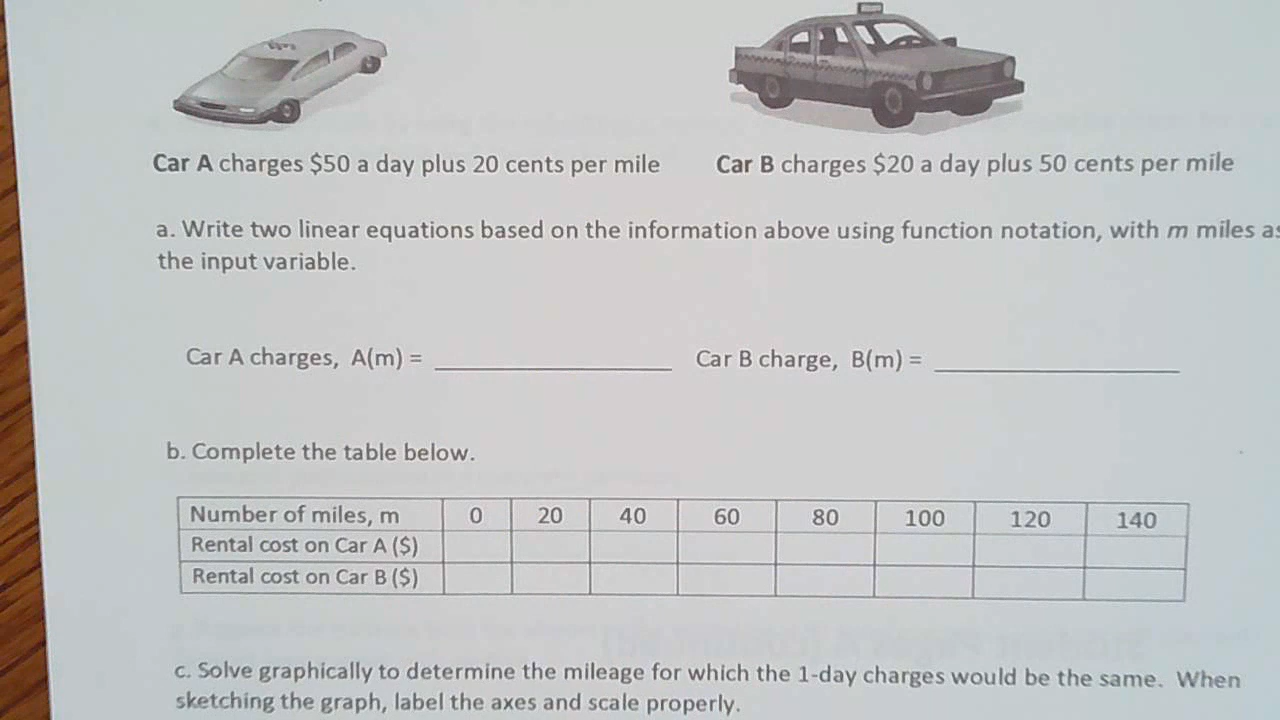 Car A charges $50 a day plus 20 cents per mile Car B charges $20 a day plus 50 cents per mile
a. Write two linear equations based on the information above using function notation, with m miles as
the input variable.
Car A charges, A(m) = ____________________ Car B charge, B(m) = ____________________
b. Complete the table below.
Number of miles, m 0 20 40 60 80 100 120 140
Rental cost on Car A ($)
Rental cost on Car B ($)
c. Solve graphically to determine the mileage for which the 1-day charges would be the same. When
sketching the graph, label the axes and scale properly.